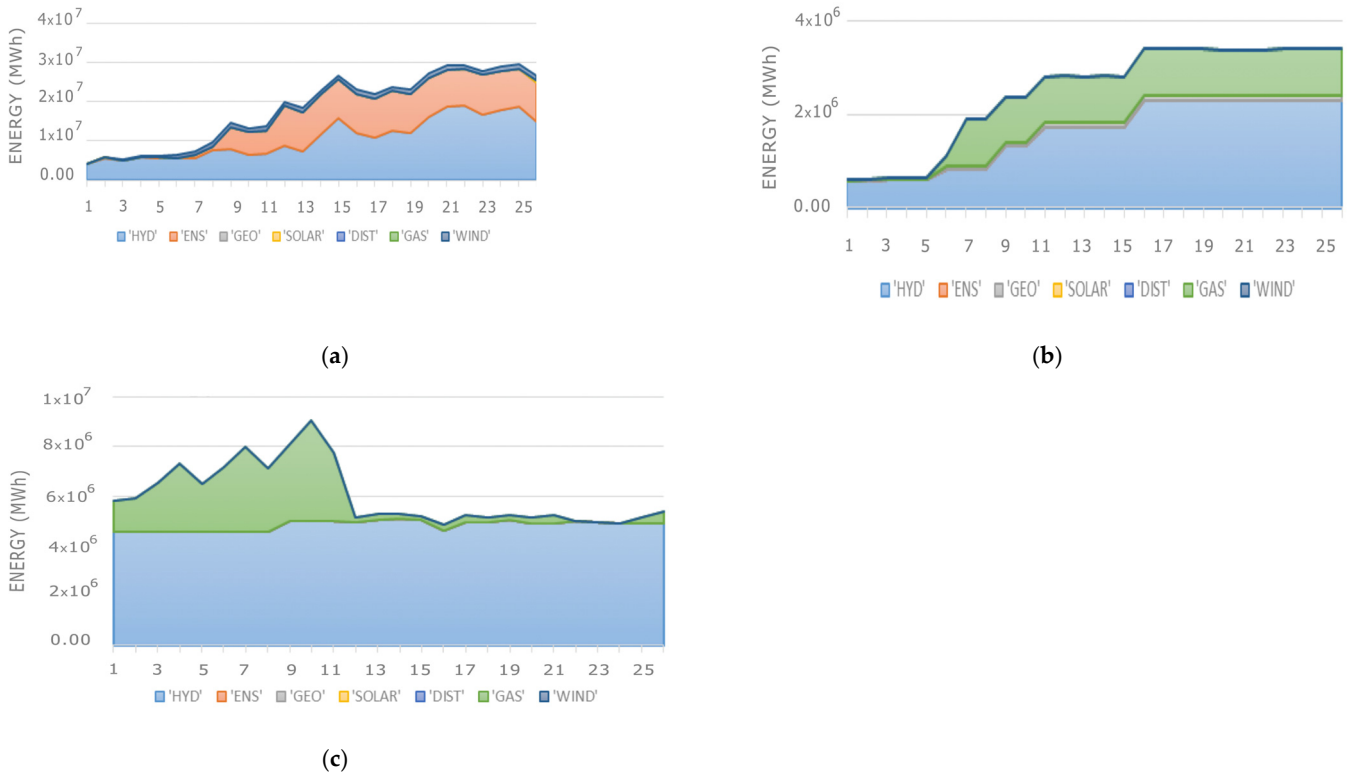 ENERGY (MWh)
4x10⁷
3x10⁷
2x10⁷
1x10⁷
0.00
1 3 5 7 9 11 13 15 17 19 21 23 25
'HYD' 'ENS' 'GEO' 'SOLAR' 'DIST' 'GAS' 'WIND'
(a)
ENERGY (MWh)
4x10⁶
2x10⁶
0.00
1 3 5 7 9 11 13 15 17 19 21 23 25
'HYD' 'ENS' 'GEO' 'SOLAR' 'DIST' 'GAS' 'WIND'
(b)
ENERGY (MWh)
1x10⁷
8x10⁶
6x10⁶
4x10⁶
2x10⁶
0.00
1 3 5 7 9 11 13 15 17 19 21 23 25
'HYD' 'ENS' 'GEO' 'SOLAR' 'DIST' 'GAS' 'WIND'
(c)